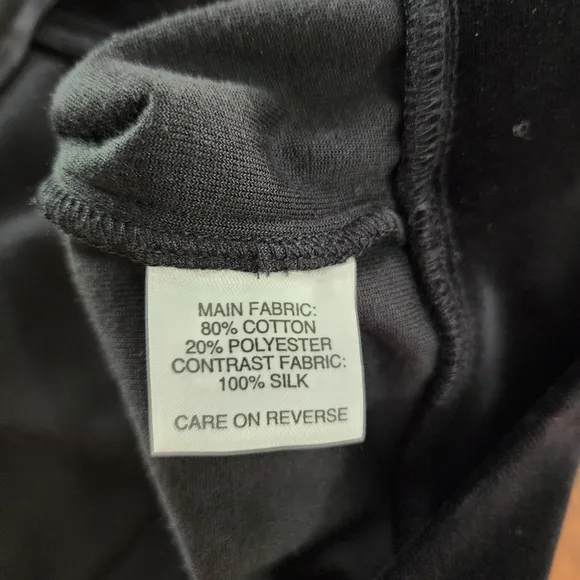 MAIN FABRIC:
80% COTTON
20% POLYESTER
CONTRAST FABRIC:
100% SILK
CARE ON REVERSE